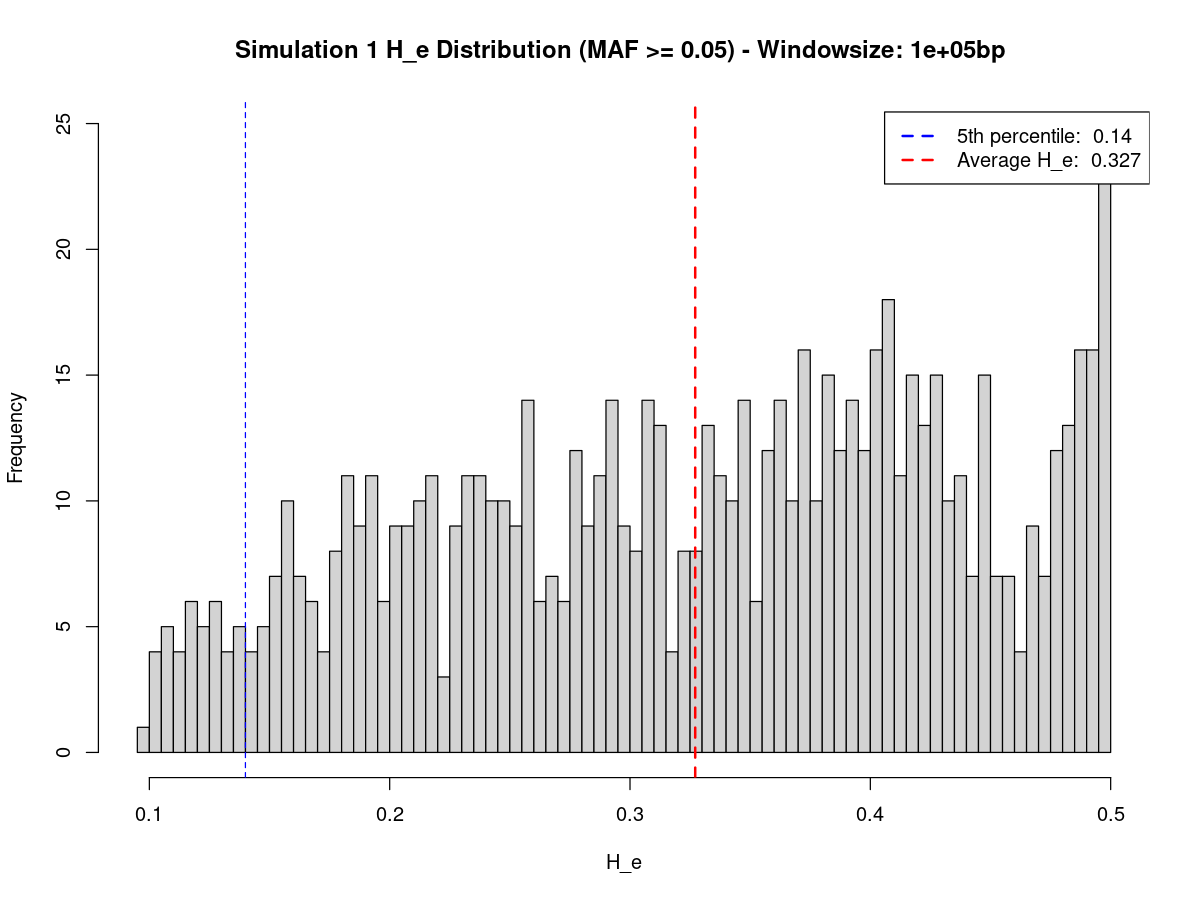 Simulation 1 H_e Distribution (MAF >= 0.05) - Windowsize: 1e+05bp
25
20
15
10
5
0
Frequency
5th percentile: 0.14
Average H_e: 0.327
0.1 0.2 0.3 0.4 0.5
H_e